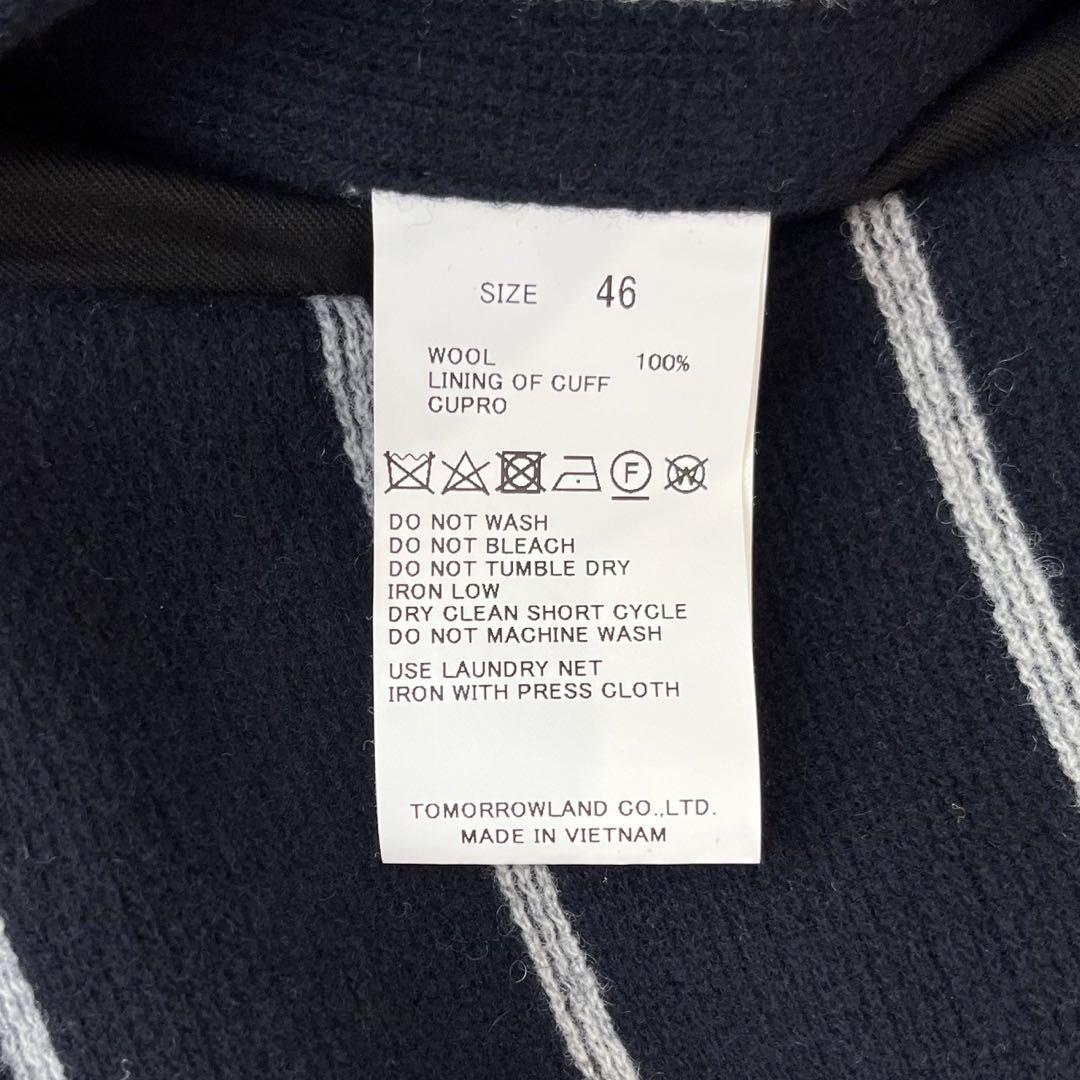 SIZE 46
WOOL 100%
LINING OF CUFF
CUPRO
F W
DO NOT WASH
DO NOT BLEACH
DO NOT TUMBLE DRY
IRON LOW
DRY CLEAN SHORT CYCLE
DO NOT MACHINE WASH
USE LAUNDRY NET
IRON WITH PRESS CLOTH
TOMORROWLAND CO.,LTD.
MADE IN VIETNAM